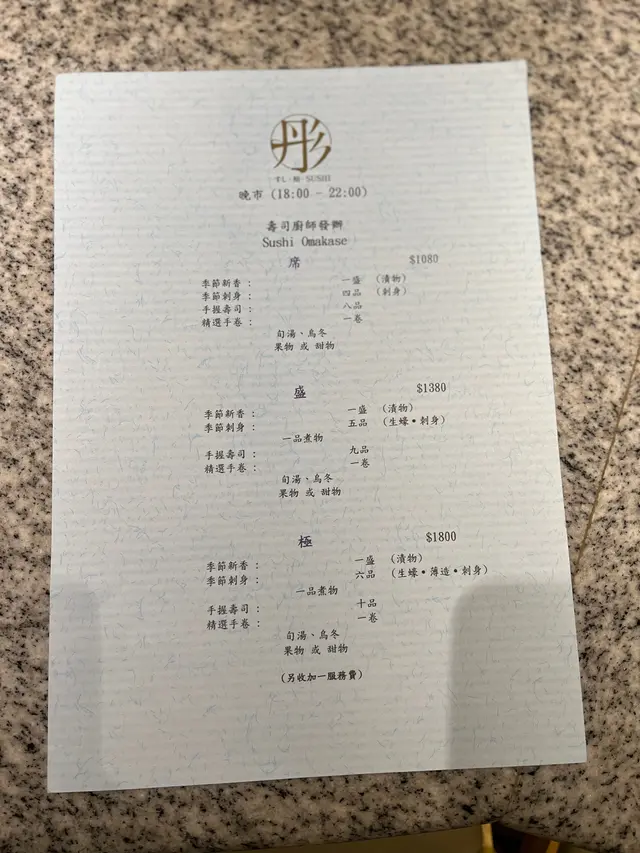 彤
すし・鮨・SUSHI
晚市 (18:00 - 22:00)
壽司廚師發辦
Sushi Omakase
席 $1080
季節新香 : 一盛 (漬物)
季節刺身 : 四品 (刺身)
手握壽司 : 八品
精選手卷 : 一卷
旬湯、烏冬
果物 或 甜物
盛 $1380
季節新香 : 一盛 (漬物)
季節刺身 : 五品 (生蠔•刺身)
一品煮物
手握壽司 : 九品
精選手卷 : 一卷
旬湯、烏冬
果物 或 甜物
極 $1800
季節新香 : 一盛 (漬物)
季節刺身 : 六品 (生蠔•薄造•刺身)
一品煮物
手握壽司 : 十品
精選手卷 : 一卷
旬湯、烏冬
果物 或 甜物
(另收加一服務費)